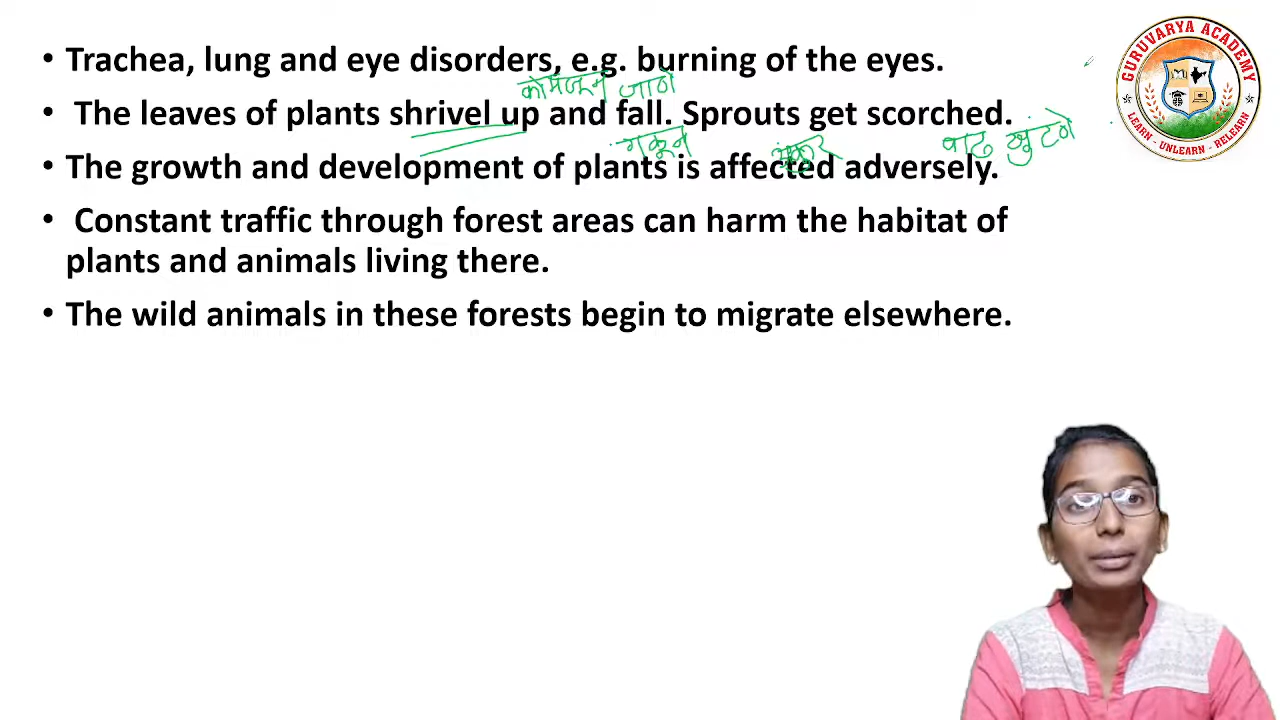 • Trachea, lung and eye disorders, e.g. burning of the eyes.
कोमेजून जाणे
• The leaves of plants shrivel up and fall. Sprouts get scorched.
गळून अंकुर वाढ खुंटणे
• The growth and development of plants is affected adversely.
• Constant traffic through forest areas can harm the habitat of
plants and animals living there.
• The wild animals in these forests begin to migrate elsewhere.
GURUVARYA ACADEMY
LEARN - UNLEARN - RELEARN